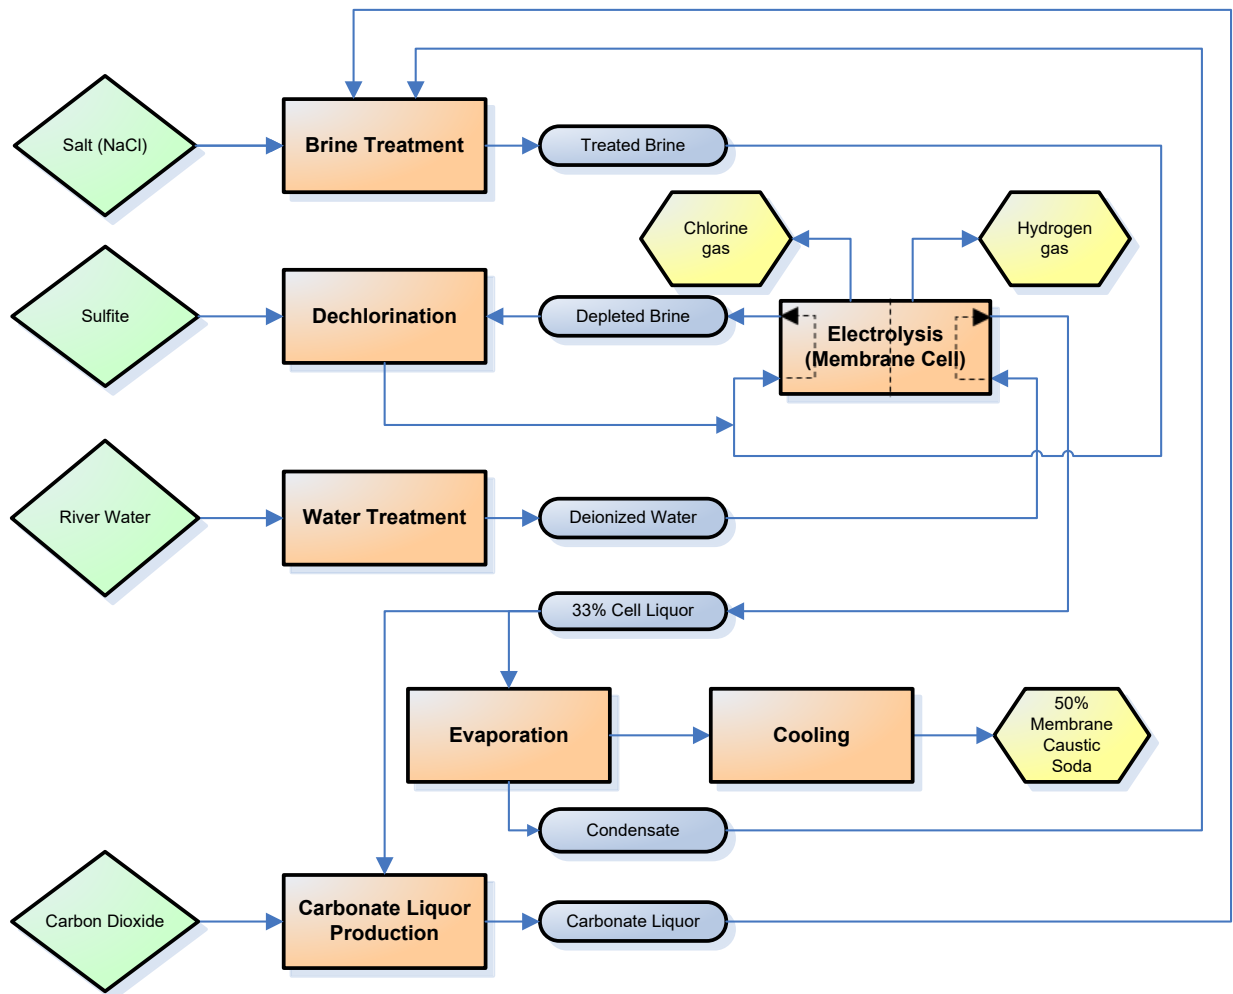 Salt (NaCl)
Brine Treatment
Treated Brine
Chlorine
gas
Hydrogen
gas
Sulfite
Dechlorination
Depleted Brine
Electrolysis
(Membrane Cell)
River Water
Water Treatment
Deionized Water
33% Cell Liquor
Evaporation
Cooling
50%
Membrane
Caustic
Soda
Condensate
Carbon Dioxide
Carbonate Liquor
Production
Carbonate Liquor